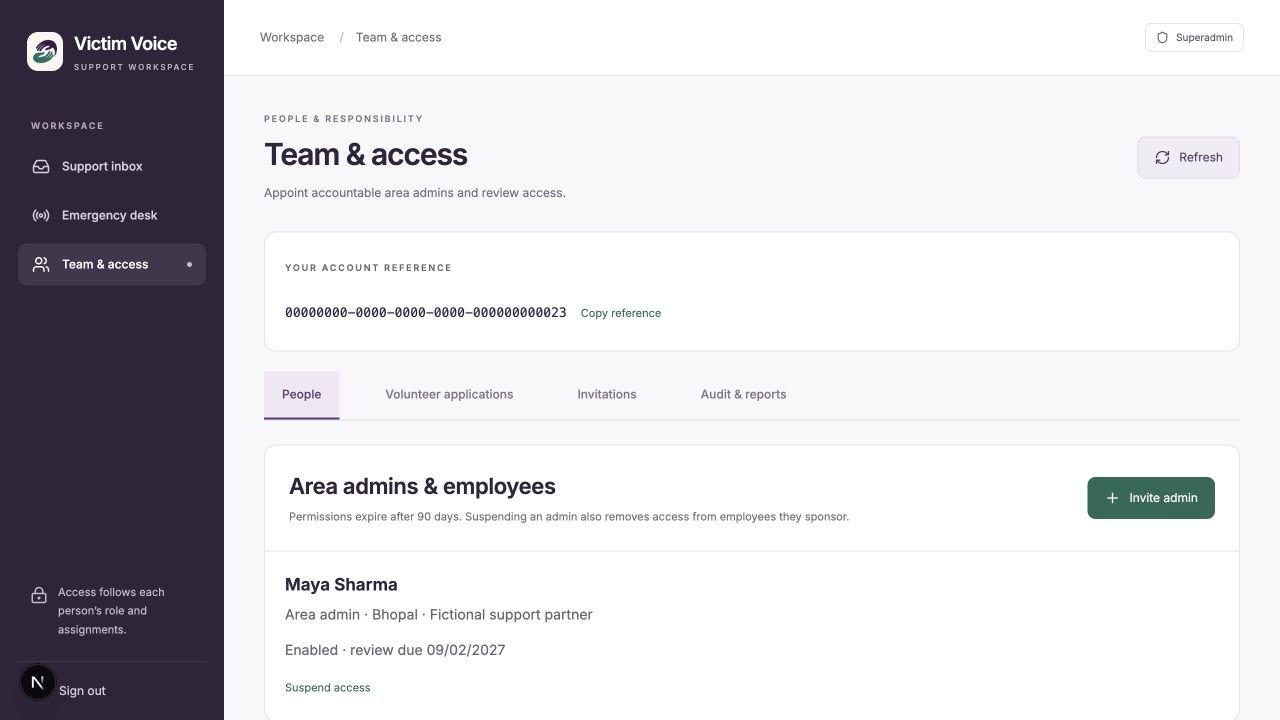 Victim Voice
SUPPORT WORKSPACE
WORKSPACE
Support inbox
Emergency desk
Team & access
Access follows each
person's role and
assignments.
N
Sign out
Workspace / Team & access
Superadmin
PEOPLE & RESPONSIBILITY
Team & access
Refresh
Appoint accountable area admins and review access.
YOUR ACCOUNT REFERENCE
00000000-0000-0000-0000-000000000023 Copy reference
People Volunteer applications Invitations Audit & reports
Area admins & employees
Permissions expire after 90 days. Suspending an admin also removes access from employees they sponsor.
+ Invite admin
Maya Sharma
Area admin · Bhopal · Fictional support partner
Enabled · review due 09/02/2027
Suspend access